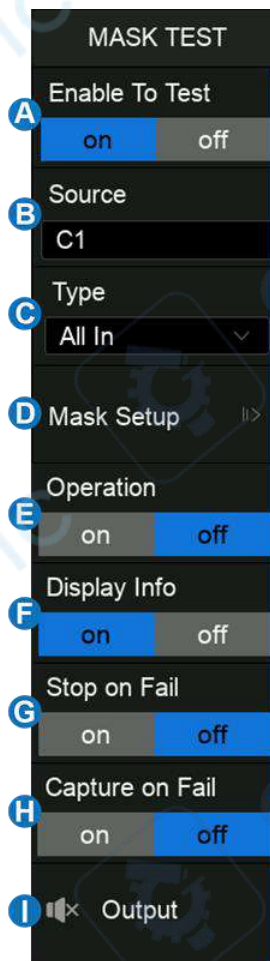 MASK TEST
Enable To Test
A
on off
Source
B
C1
Type
C
All In
D Mask Setup
Operation
E
on off
Display Info
F
on off
Stop on Fail
G
on off
Capture on Fail
H
on off
I Output